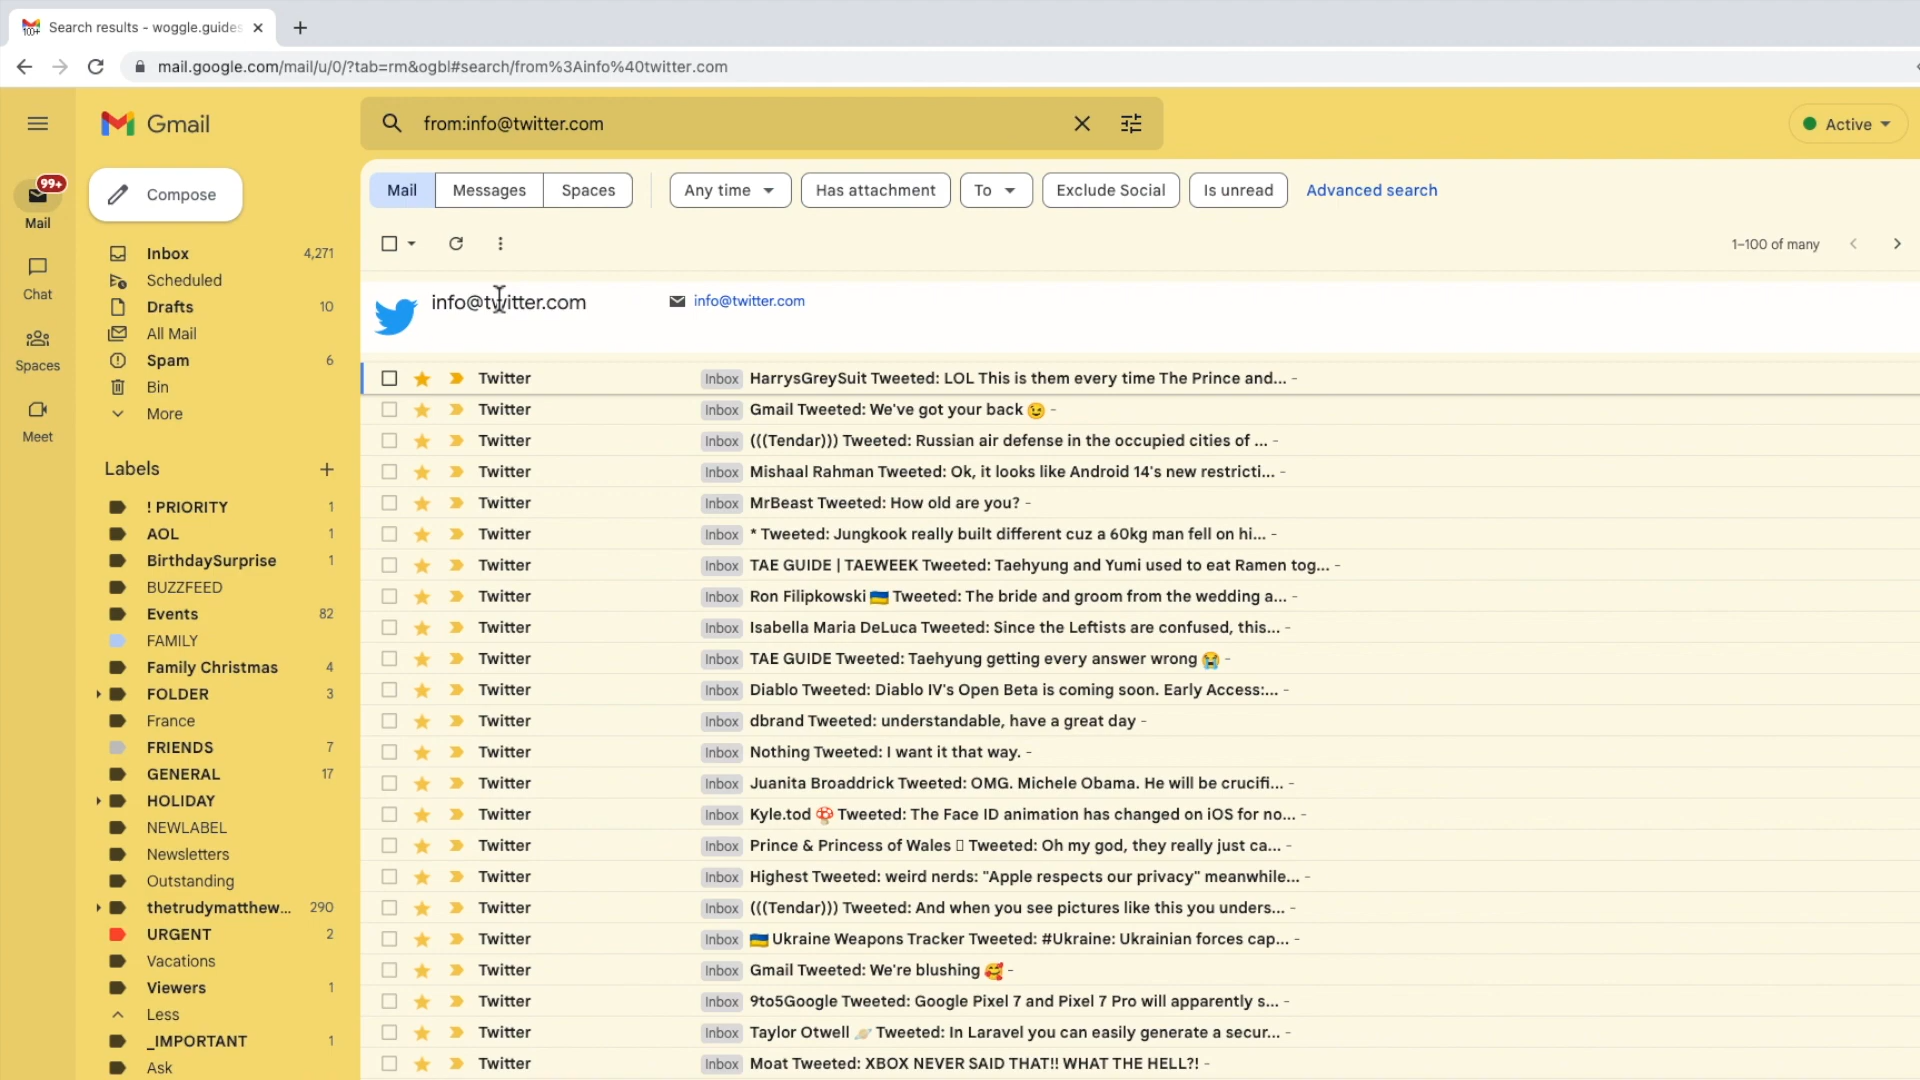 Search results - woggle.guides
mail.google.com/mail/u/0/?tab=rm&ogbl#search/from%3Ainfo%40twitter.com
Gmail
from:info@twitter.com
Active
99+
Mail
Chat
Spaces
Meet
Compose
Inbox 4,271
Scheduled
Drafts 10
All Mail
Spam 6
Bin
More
Labels
! PRIORITY 1
AOL 1
BirthdaySurprise 1
BUZZFEED
Events 82
FAMILY
Family Christmas 4
FOLDER 3
France
FRIENDS 7
GENERAL 17
HOLIDAY
NEWLABEL
Newsletters
Outstanding
thetrudymatthew... 290
URGENT 2
Vacations
Viewers 1
Less
_IMPORTANT 1
Ask
Mail Messages Spaces Any time Has attachment To Exclude Social Is unread Advanced search
1–100 of many
info@twitter.com info@twitter.com
Twitter Inbox HarrysGreySuit Tweeted: LOL This is them every time The Prince and... -
Twitter Inbox Gmail Tweeted: We've got your back 😉 -
Twitter Inbox (((Tendar))) Tweeted: Russian air defense in the occupied cities of ... -
Twitter Inbox Mishaal Rahman Tweeted: Ok, it looks like Android 14's new restricti... -
Twitter Inbox MrBeast Tweeted: How old are you? -
Twitter Inbox * Tweeted: Jungkook really built different cuz a 60kg man fell on hi... -
Twitter Inbox TAE GUIDE | TAEWEEK Tweeted: Taehyung and Yumi used to eat Ramen tog... -
Twitter Inbox Ron Filipkowski 🇺🇦 Tweeted: The bride and groom from the wedding a... -
Twitter Inbox Isabella Maria DeLuca Tweeted: Since the Leftists are confused, this... -
Twitter Inbox TAE GUIDE Tweeted: Taehyung getting every answer wrong 😭 -
Twitter Inbox Diablo Tweeted: Diablo IV's Open Beta is coming soon. Early Access:... -
Twitter Inbox dbrand Tweeted: understandable, have a great day -
Twitter Inbox Nothing Tweeted: I want it that way. -
Twitter Inbox Juanita Broaddrick Tweeted: OMG. Michele Obama. He will be crucifi... -
Twitter Inbox Kyle.tod 🍄 Tweeted: The Face ID animation has changed on iOS for no... -
Twitter Inbox Prince & Princess of Wales ▯ Tweeted: Oh my god, they really just ca... -
Twitter Inbox Highest Tweeted: weird nerds: "Apple respects our privacy" meanwhile... -
Twitter Inbox (((Tendar))) Tweeted: And when you see pictures like this you unders... -
Twitter Inbox 🇺🇦 Ukraine Weapons Tracker Tweeted: #Ukraine: Ukrainian forces cap... -
Twitter Inbox Gmail Tweeted: We're blushing 🥰 -
Twitter Inbox 9to5Google Tweeted: Google Pixel 7 and Pixel 7 Pro will apparently s... -
Twitter Inbox Taylor Otwell 🪐 Tweeted: In Laravel you can easily generate a secur... -
Twitter Inbox Moat Tweeted: XBOX NEVER SAID THAT!! WHAT THE HELL?! -